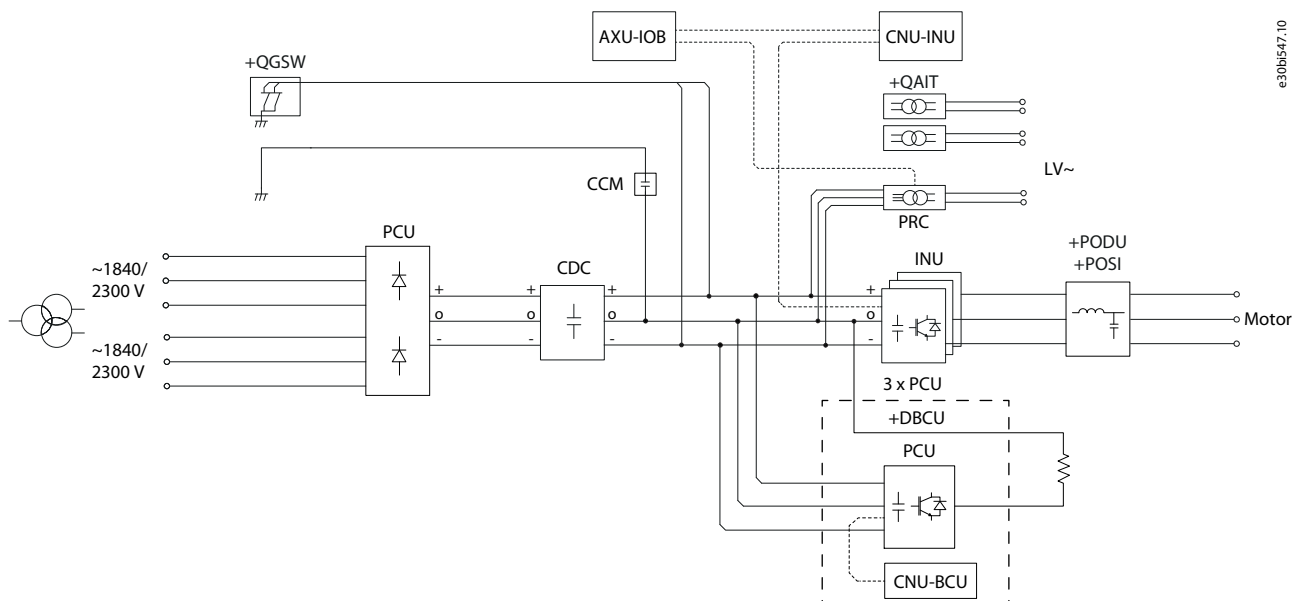 AXU-IOB
CNU-INU
e30bi547.10
+QGSW
+QAIT
CCM
LV~
PRC
PCU
CDC
INU
+PODU
+POSI
~1840/
2300 V
+
+
+
+
o
o
o
o
-
-
-
-
Motor
~1840/
2300 V
3 x PCU
+DBCU
PCU
CNU-BCU